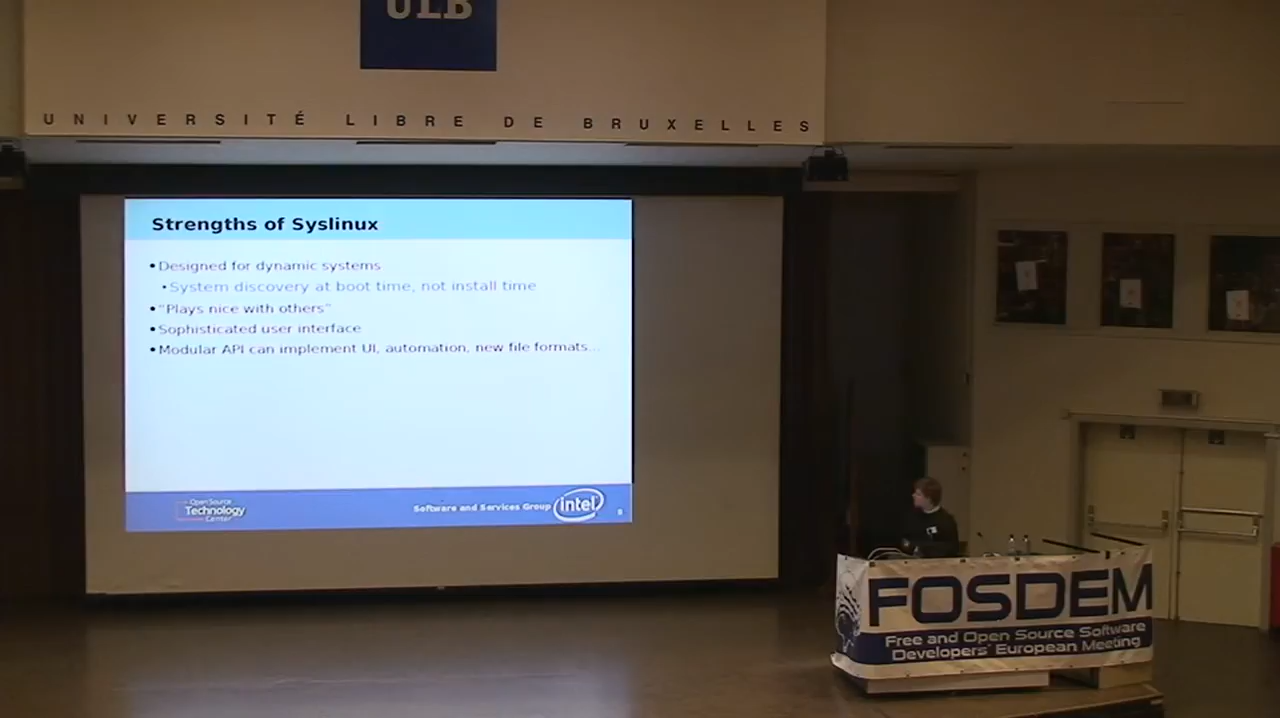 ULB
UNIVERSITÉ LIBRE DE BRUXELLES
Strengths of Syslinux
•Designed for dynamic systems
•System discovery at boot time, not install time
•"Plays nice with others"
•Sophisticated user interface
•Modular API can implement UI, automation, new file formats...
Open Source
Technology
Center
Software and Services Group
intel
8
FOSDEM
Free and Open Source Software
Developers' European Meeting